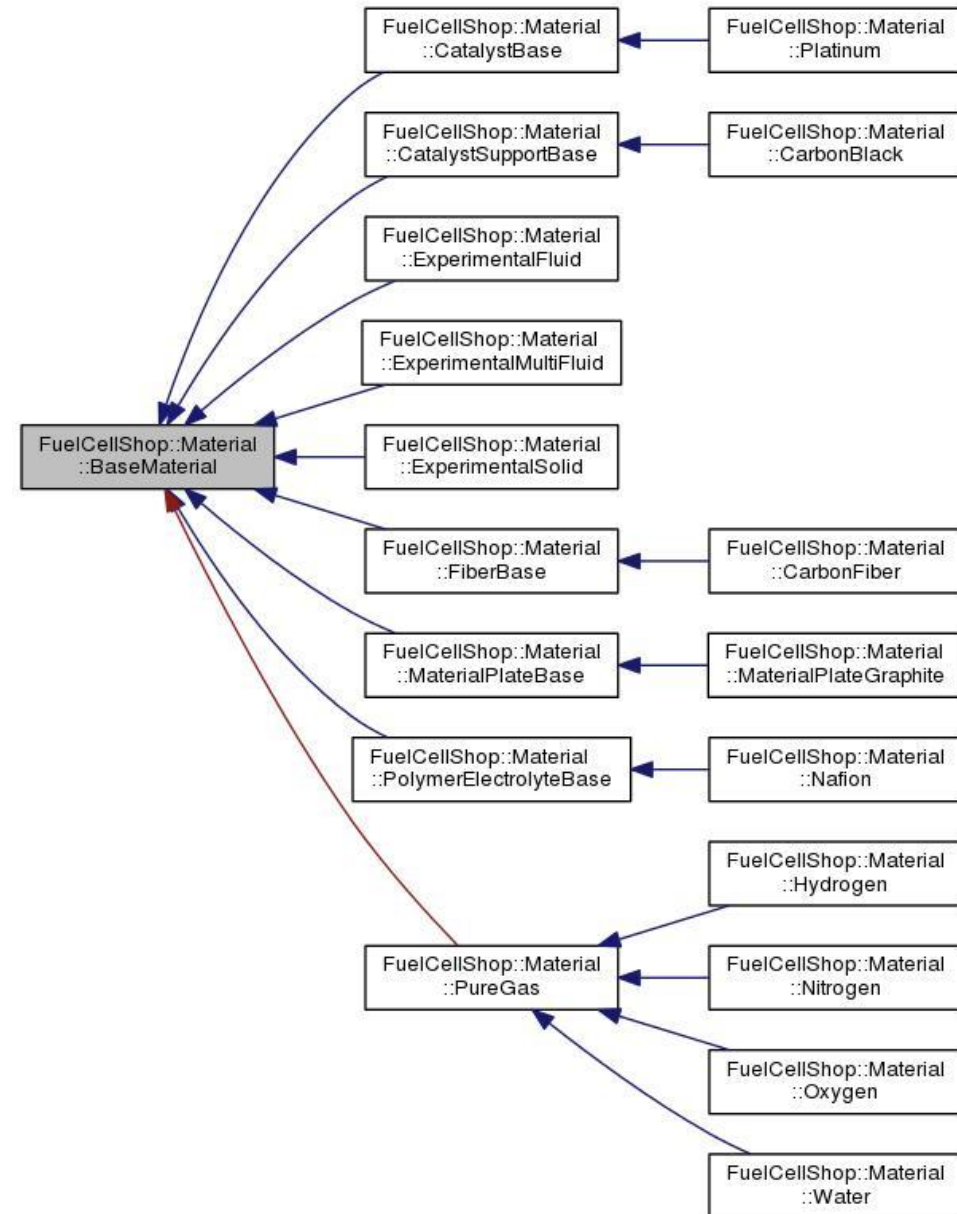 FuelCellShop::Material
::CatalystBase
FuelCellShop::Material
::Platinum
FuelCellShop::Material
::CatalystSupportBase
FuelCellShop::Material
::CarbonBlack
FuelCellShop::Material
::ExperimentalFluid
FuelCellShop::Material
::ExperimentalMultiFluid
FuelCellShop::Material
::BaseMaterial
FuelCellShop::Material
::ExperimentalSolid
FuelCellShop::Material
::FiberBase
FuelCellShop::Material
::CarbonFiber
FuelCellShop::Material
::MaterialPlateBase
FuelCellShop::Material
::MaterialPlateGraphite
FuelCellShop::Material
::PolymerElectrolyteBase
FuelCellShop::Material
::Nafion
FuelCellShop::Material
::Hydrogen
FuelCellShop::Material
::PureGas
FuelCellShop::Material
::Nitrogen
FuelCellShop::Material
::Oxygen
FuelCellShop::Material
::Water